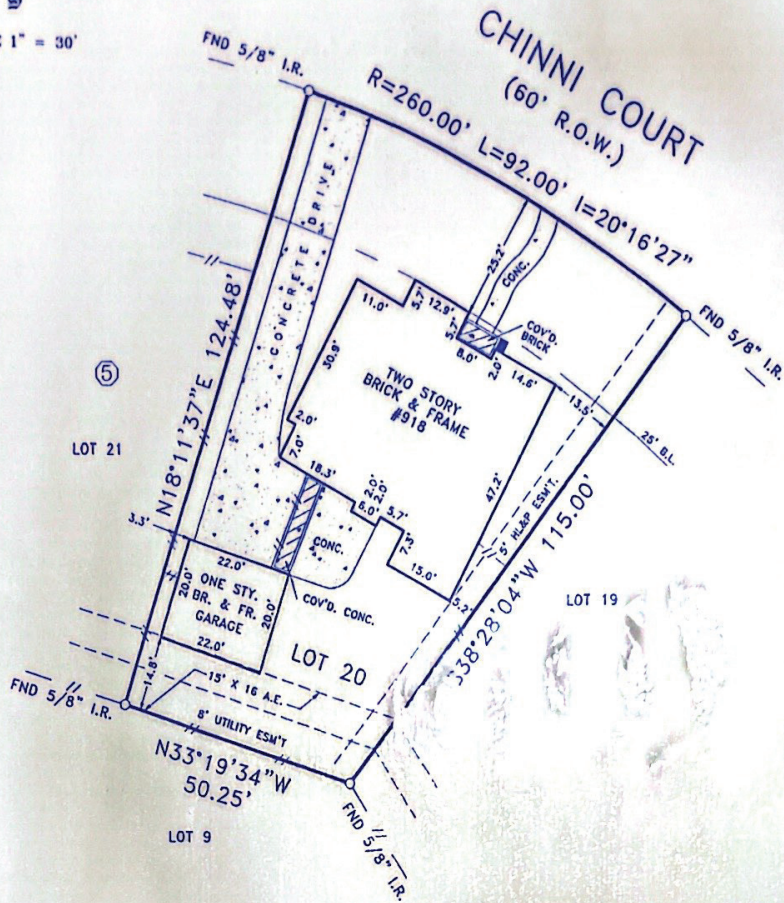 1" = 30'
CHINNI COURT
(60' R.O.W.)
FND 5/8" I.R.
R=260.00' L=92.00' I=20°16'27"
CONCRETE DRIVE
25.2'
CONC.
FND 5/8" I.R.
11.0'
5.7'
12.9'
5.7'
COV'D.
BRICK
8.0'
2.0'
14.6'
13.5'
25' B.L.
30.9'
TWO STORY
BRICK & FRAME
#918
N18°11'37"E 124.48'
5
LOT 21
2.0'
7.0'
18.3'
2.0'
2.0'
6.0'
5.7'
7.3'
15.0'
47.2'
5' HL&P ESM'T.
38°28'04"W 115.00'
5.2'
LOT 19
3.3'
22.0'
CONC.
COV'D. CONC.
20.0'
ONE STY.
BR. & FR.
GARAGE
20.0'
22.0'
LOT 20
14.8'
15' X 16 A.E.
8' UTILITY ESM'T
FND 5/8" I.R.
N33°19'34"W
50.25'
FND 5/8" I.R.
LOT 9